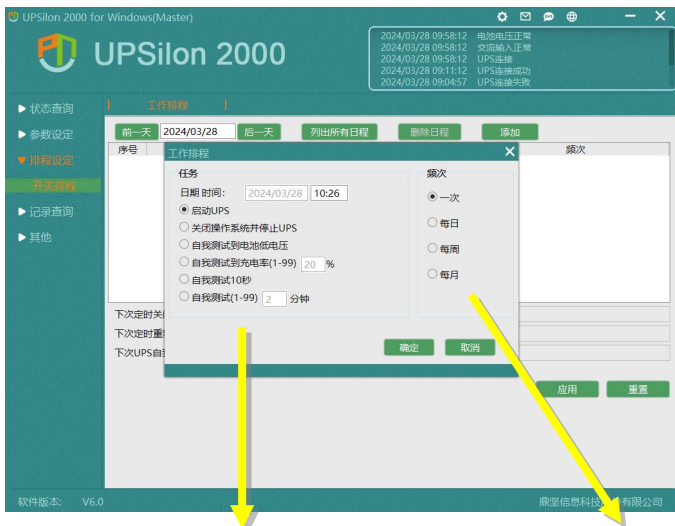 UPSilon 2000 for Windows(Master)
UPSilon 2000
2024/03/28 09:58:12 电池电压正常
2024/03/28 09:58:12 交流输入正常
2024/03/28 09:58:12 UPS连接
2024/03/28 09:11:12 UPS连接成功
2024/03/28 09:04:57 UPS连接失败
状态查询
参数设定
排程设定
开关排程
记录查询
其他
工作排程
前一天 2024/03/28 后一天 列出所有日程 删除日程 添加
序号 频次
工作排程
任务
日期 时间: 2024/03/28 10:26
启动UPS
关闭操作系统并停止UPS
自我测试到电池低电压
自我测试到充电率(1-99) 20 %
自我测试10秒
自我测试(1-99) 2 分钟
频次
一次
每日
每周
每月
确定 取消
下次定时关
下次定时重
下次UPS自
应用 重置
软件版本: V6.0 鼎坚信息科技 有限公司